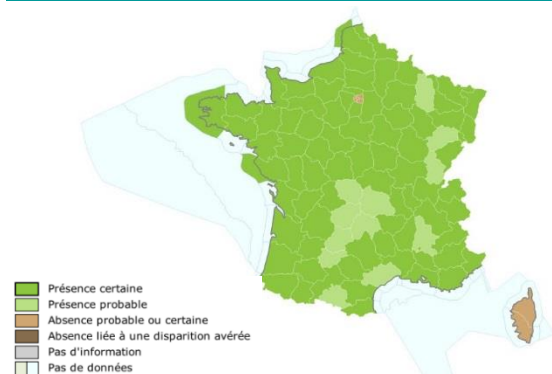 Présence certaine
Présence probable
Absence probable ou certaine
Absence liée à une disparition avérée
Pas d'information
Pas de données